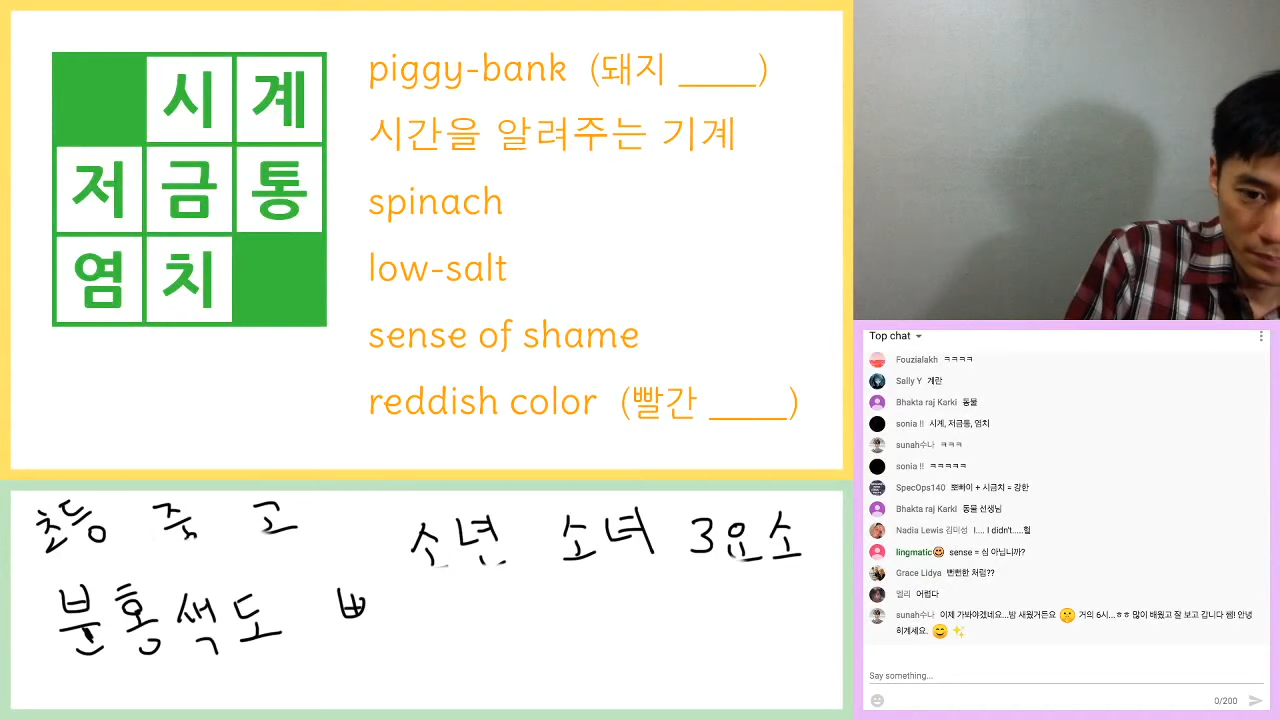 시계
저금통
염치
piggy-bank (돼지 ____)
시간을 알려주는 기계
spinach
low-salt
sense of shame
reddish color (빨간 ____)
초등 중 고
소년 소녀 3요소
분홍색도 ㅃ
Top chat
Fouzialakh ㅋㅋㅋㅋ
Sally Y 계란
Bhakta raj Karki 동물
sonia !! 시계, 저금통, 염치
sunah수나 ㅋㅋㅋ
sonia !! ㅋㅋㅋㅋㅋ
SpecOps140 뽀빠이 + 시금치 = 강한
Bhakta raj Karki 동물 선생님
Nadia Lewis 김미성 I.... I didn't.....힐
lingmatic sense = 심 아닙니까?
Grace Lidya 뻔뻔한 처럼??
엘리 어렵다
sunah수나 이제 가봐야겠네요...밤 새웠거든요 🤫 거의 6시...ㅎㅎ 많이 배웠고 잘 보고 갑니다 쌤! 안녕
히계세요. 😊 ✨
Say something...
0/200